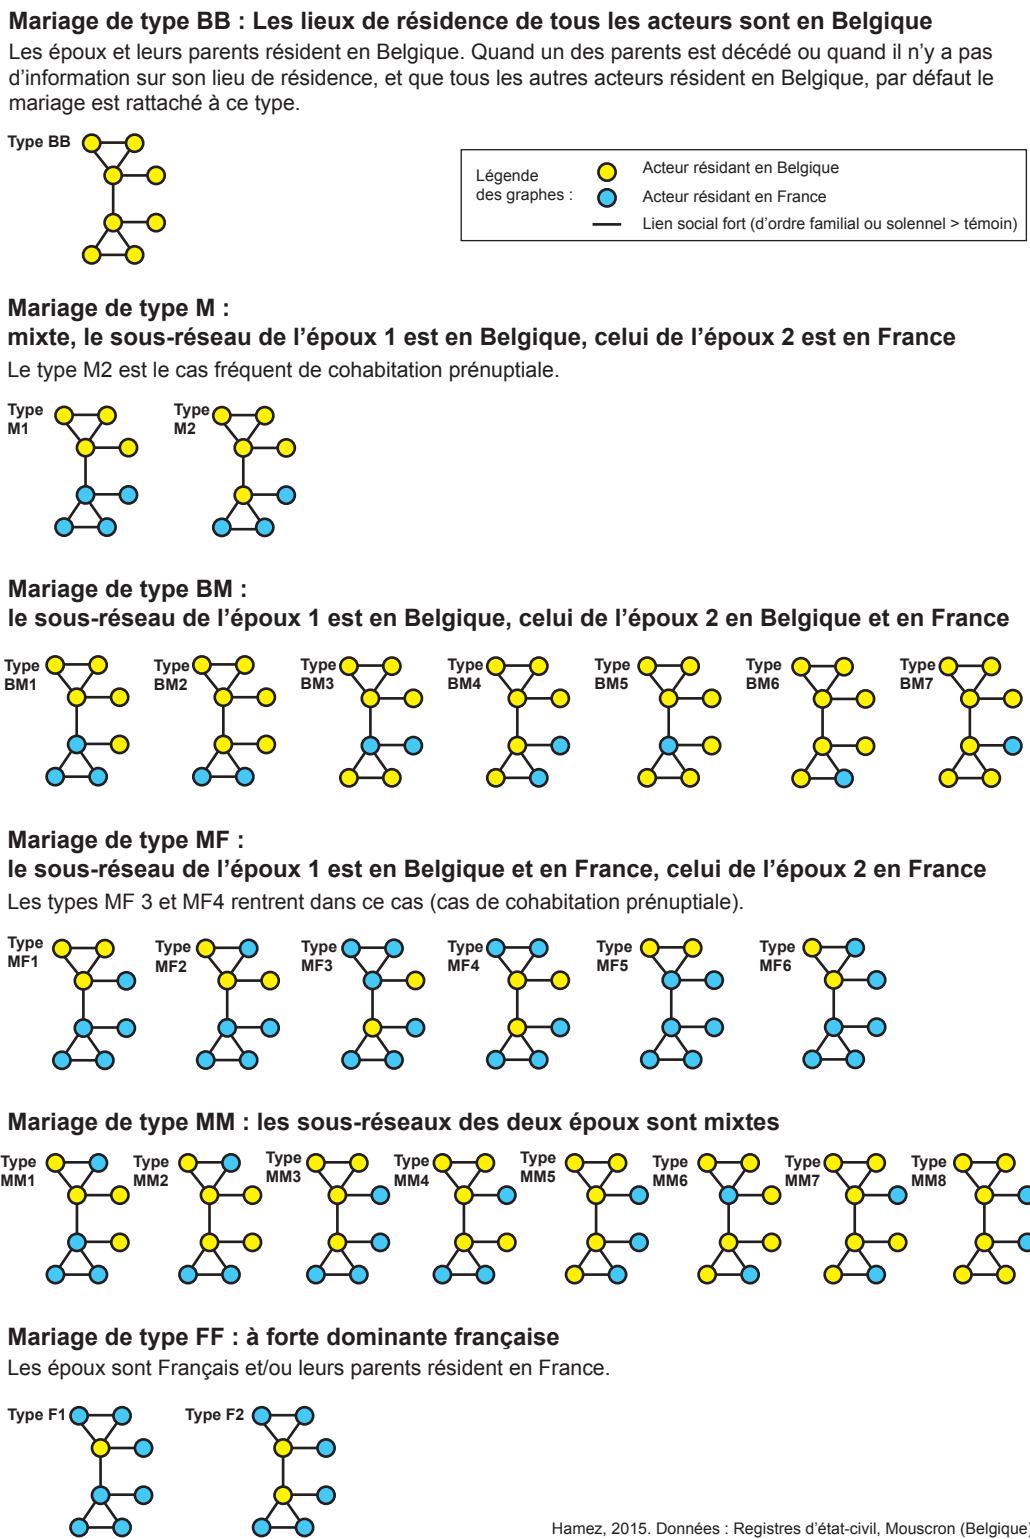 Mariage de type BB : Les lieux de résidence de tous les acteurs sont en Belgique
Les époux et leurs parents résident en Belgique. Quand un des parents est décédé ou quand il n'y a pas
d'information sur son lieu de résidence, et que tous les autres acteurs résident en Belgique, par défaut le
mariage est rattaché à ce type.
Type BB
Légende
des graphes :
Acteur résidant en Belgique
Acteur résidant en France
Lien social fort (d'ordre familial ou solennel > témoin)
Mariage de type M :
mixte, le sous-réseau de l'époux 1 est en Belgique, celui de l'époux 2 est en France
Le type M2 est le cas fréquent de cohabitation prénuptiale.
Type
M1
Type
M2
Mariage de type BM :
le sous-réseau de l'époux 1 est en Belgique, celui de l'époux 2 en Belgique et en France
Type
BM1
Type
BM2
Type
BM3
Type
BM4
Type
BM5
Type
BM6
Type
BM7
Mariage de type MF :
le sous-réseau de l'époux 1 est en Belgique et en France, celui de l'époux 2 en France
Les types MF 3 et MF4 rentrent dans ce cas (cas de cohabitation prénuptiale).
Type
MF1
Type
MF2
Type
MF3
Type
MF4
Type
MF5
Type
MF6
Mariage de type MM : les sous-réseaux des deux époux sont mixtes
Type
MM1
Type
MM2
Type
MM3
Type
MM4
Type
MM5
Type
MM6
Type
MM7
Type
MM8
Mariage de type FF : à forte dominante française
Les époux sont Français et/ou leurs parents résident en France.
Type F1
Type F2
Hamez, 2015. Données : Registres d'état-civil, Mouscron (Belgique)